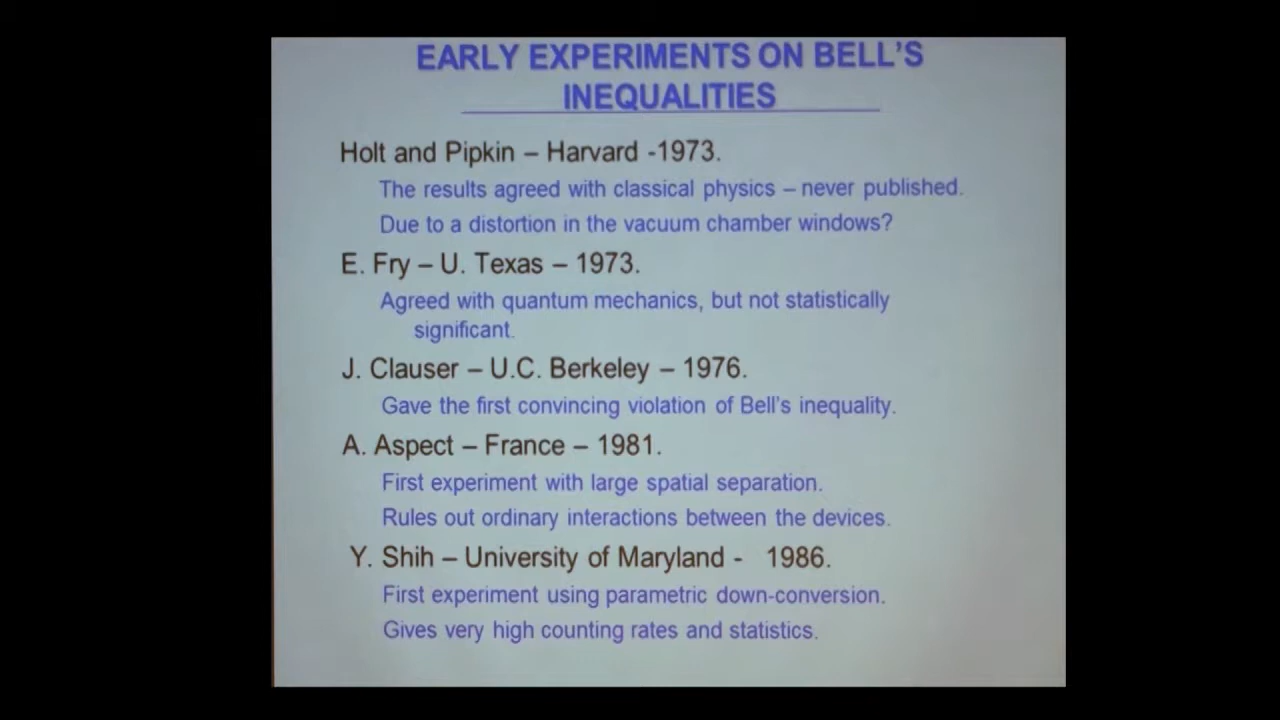 EARLY EXPERIMENTS ON BELL'S
INEQUALITIES
Holt and Pipkin – Harvard -1973.
The results agreed with classical physics – never published.
Due to a distortion in the vacuum chamber windows?
E. Fry – U. Texas – 1973.
Agreed with quantum mechanics, but not statistically
significant.
J. Clauser – U.C. Berkeley – 1976.
Gave the first convincing violation of Bell's inequality.
A. Aspect – France – 1981.
First experiment with large spatial separation.
Rules out ordinary interactions between the devices.
Y. Shih – University of Maryland - 1986.
First experiment using parametric down-conversion.
Gives very high counting rates and statistics.